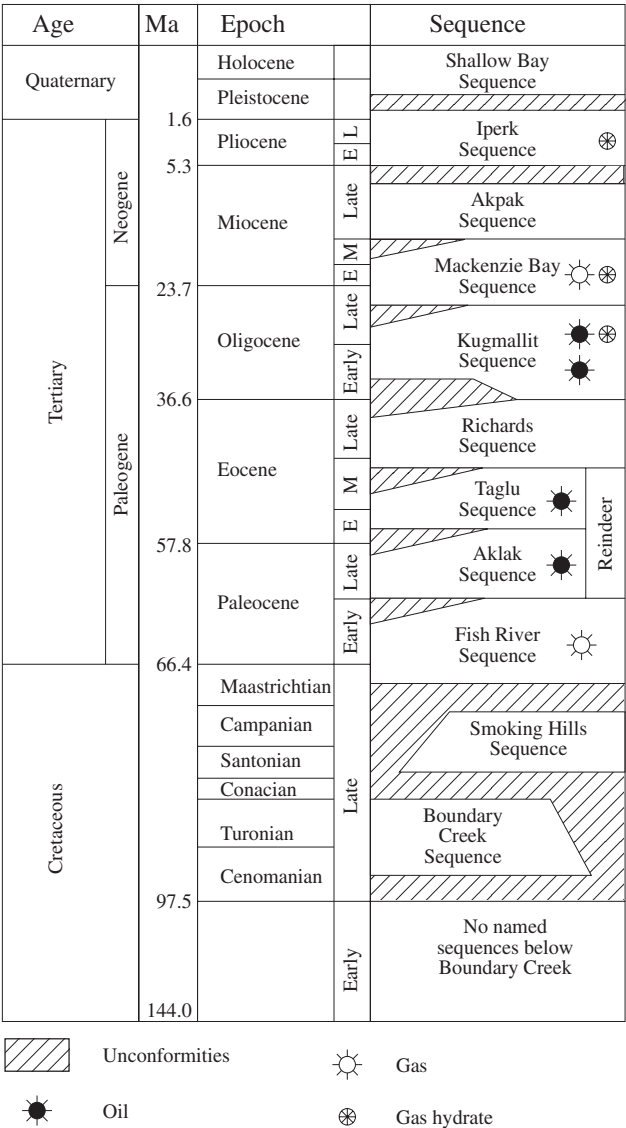 Age Ma Epoch Sequence
Quaternary
Holocene
Pleistocene
Shallow Bay
Sequence
1.6
Tertiary
Neogene
Pliocene
L
E
Iperk
Sequence
5.3
Miocene
Late
M
E
Akpak
Sequence
Mackenzie Bay
Sequence
23.7
Paleogene
Oligocene
Late
Early
Kugmallit
Sequence
36.6
Eocene
Late
M
E
Richards
Sequence
Taglu
Sequence
Reindeer
57.8
Paleocene
Late
Early
Aklak
Sequence
Fish River
Sequence
66.4
Cretaceous
Maastrichtian
Campanian
Santonian
Conacian
Turonian
Cenomanian
Late
Smoking Hills
Sequence
Boundary
Creek
Sequence
97.5
Early
No named
sequences below
Boundary Creek
144.0
Unconformities
Gas
Oil
Gas hydrate